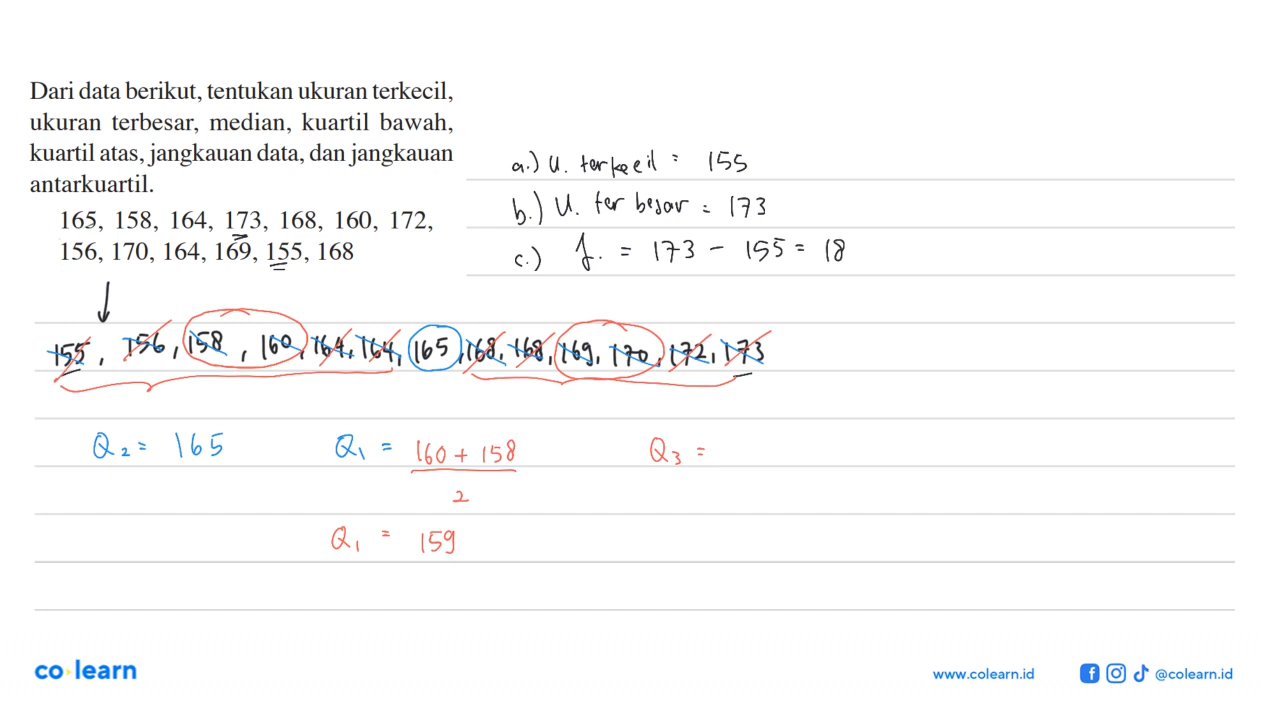 Dari data berikut, tentukan ukuran terkecil,
ukuran terbesar, median, kuartil bawah,
kuartil atas, jangkauan data, dan jangkauan
antarkuartil.
165, 158, 164, 173, 168, 160, 172,
156, 170, 164, 169, 155, 168
a.) U. terkecil = 155
b.) U. ter besar = 173
c.) J. = 173 - 155 = 18
155, 156, 158, 160, 164, 164, 165, 168, 168, 169, 170, 172, 173
Q2 = 165
Q1 = 160 + 158
2
Q1 = 159
Q3 =
co learn
www.colearn.id
@colearn.id